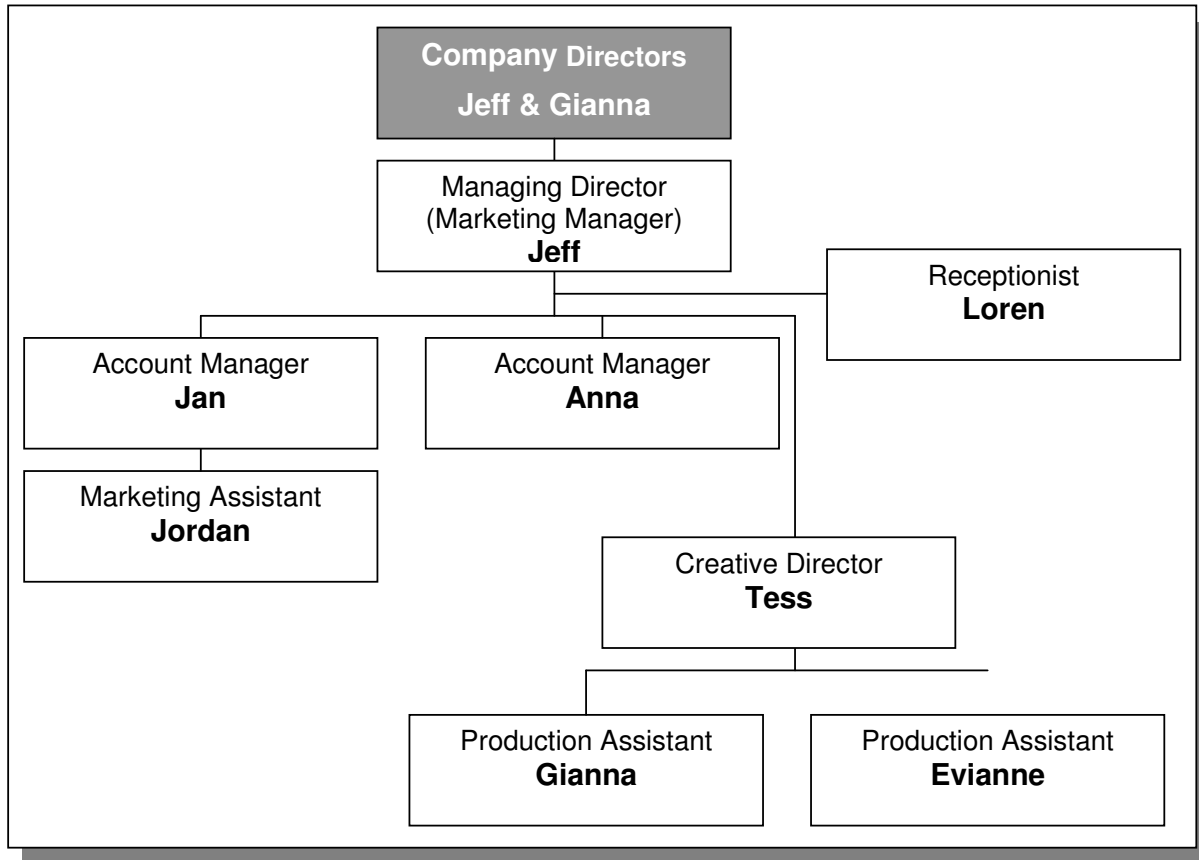 Company Directors
Jeff & Gianna
Managing Director
(Marketing Manager)
Jeff
Receptionist
Loren
Account Manager
Jan
Account Manager
Anna
Marketing Assistant
Jordan
Creative Director
Tess
Production Assistant
Gianna
Production Assistant
Evianne